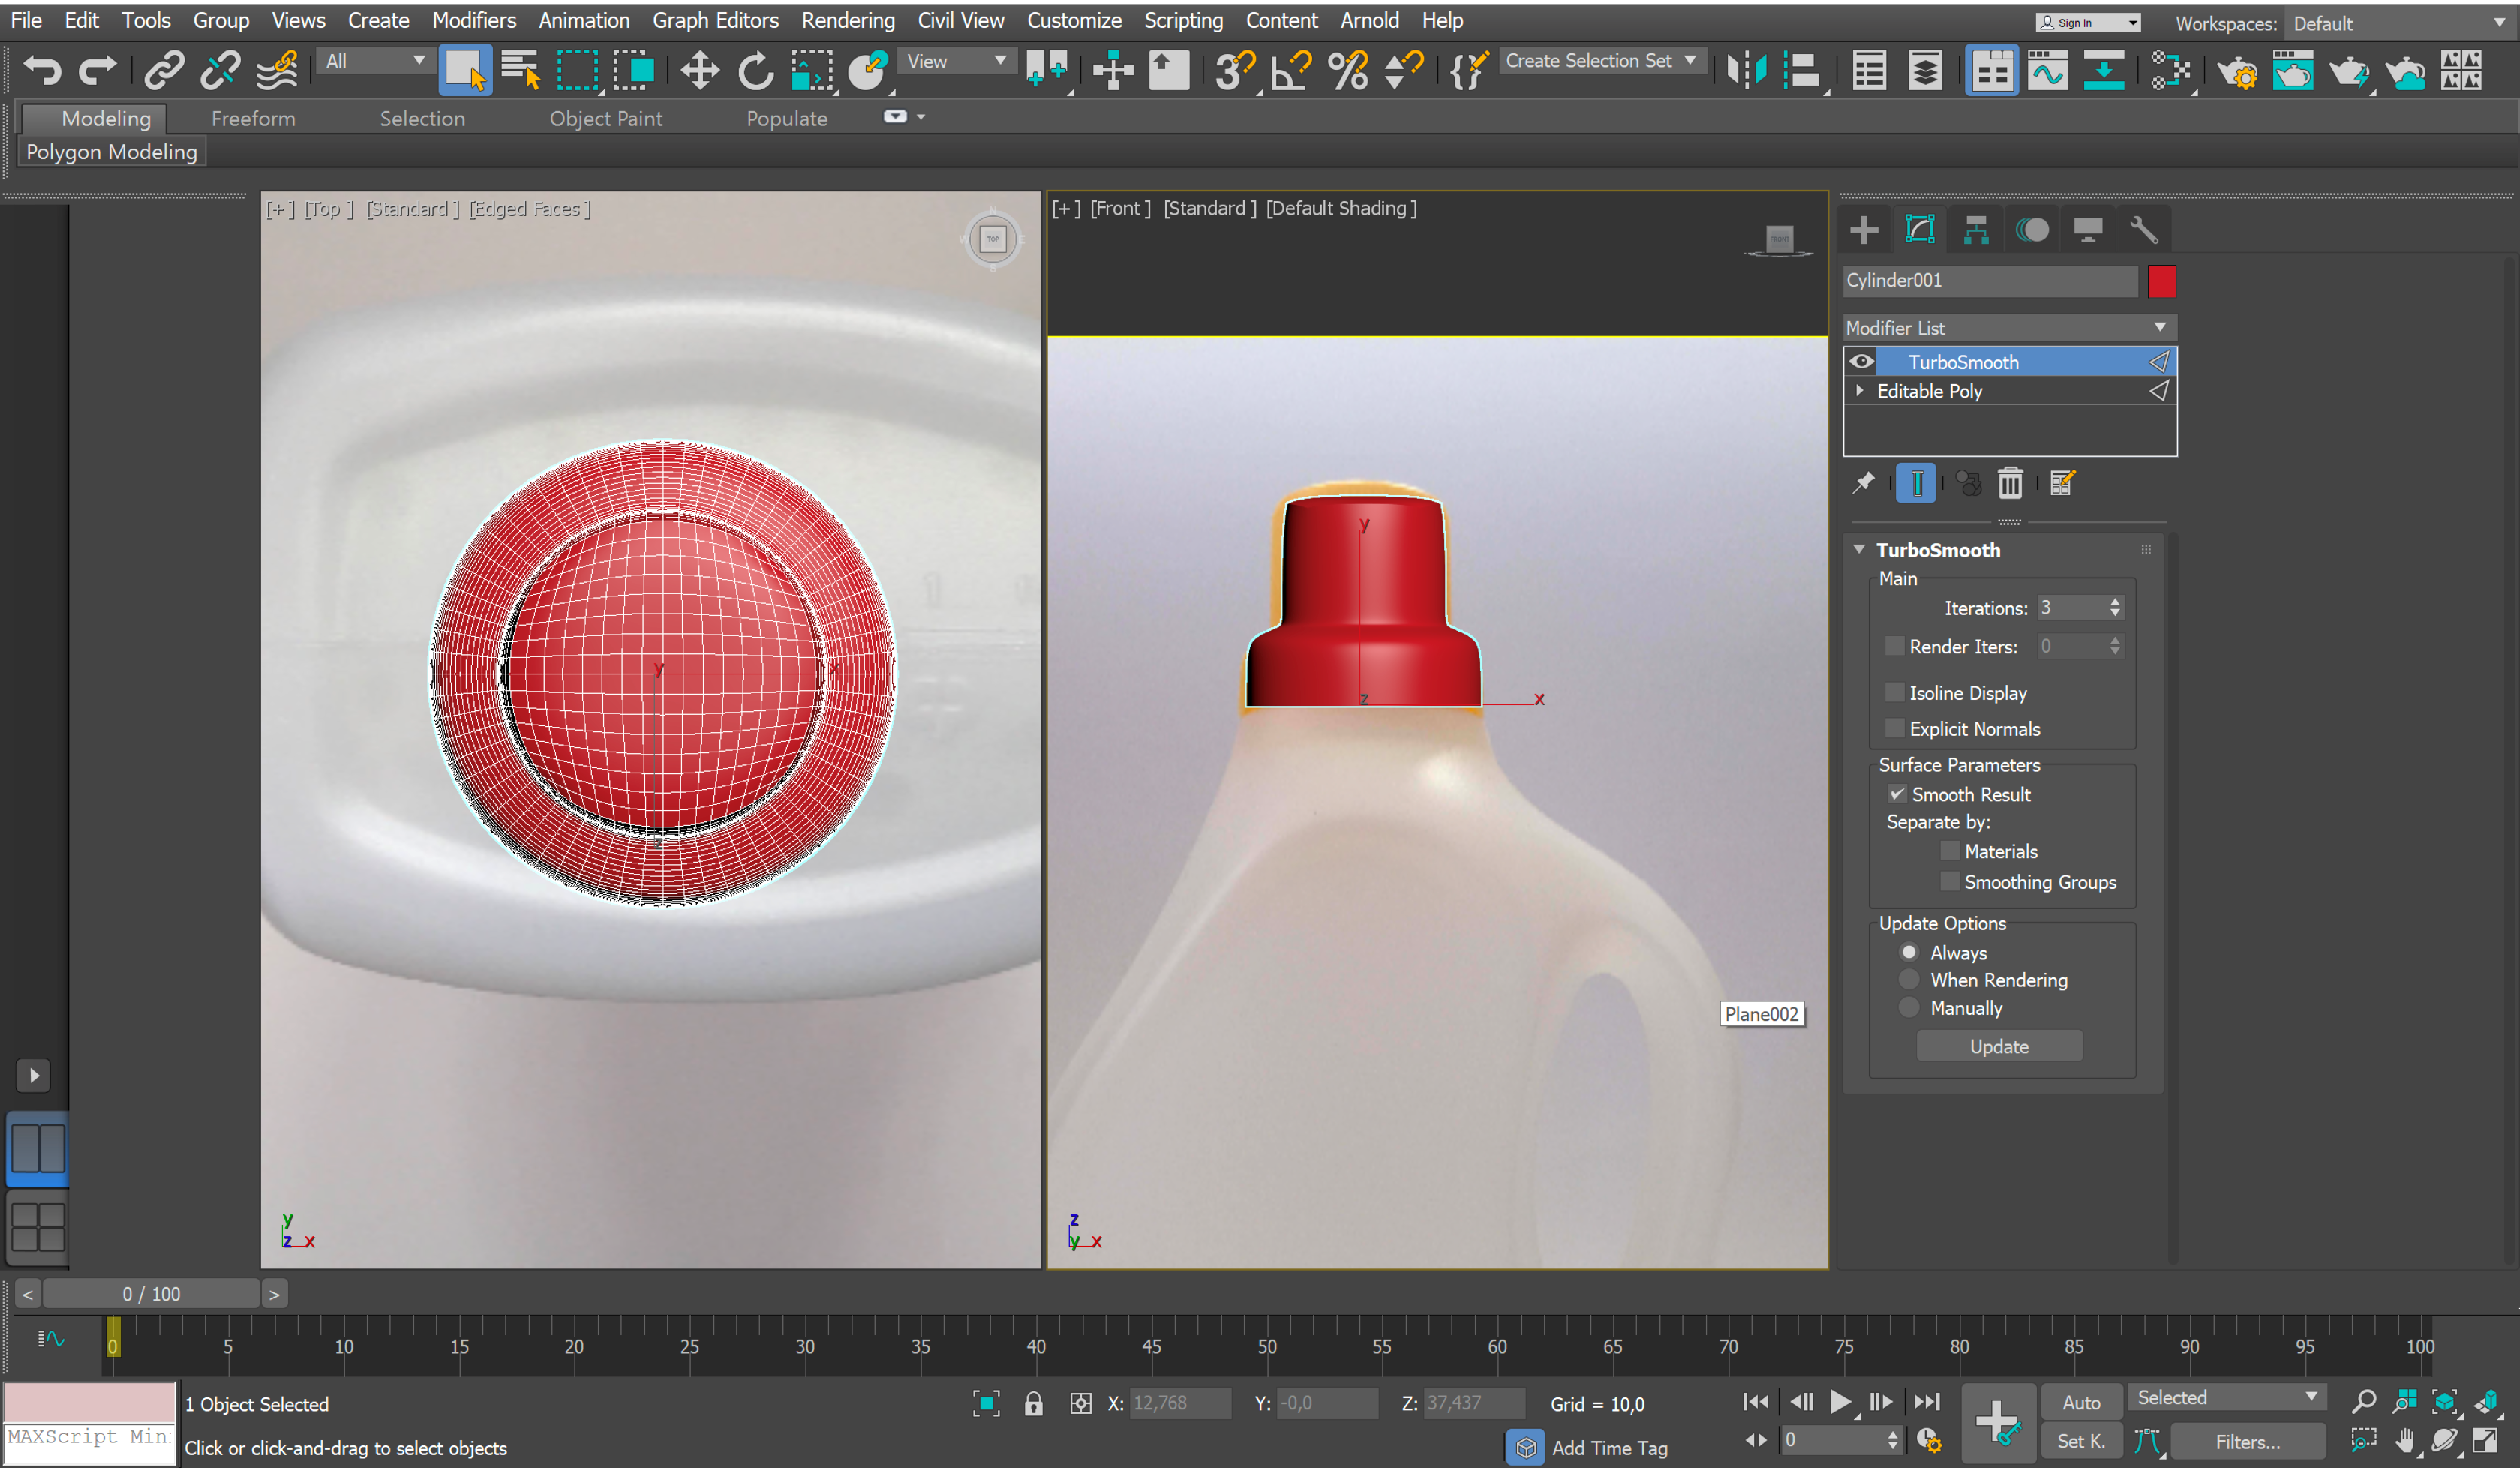 File Edit Tools Group Views Create Modifiers Animation Graph Editors Rendering Civil View Customize Scripting Content Arnold Help
Sign In
Workspaces: Default
All
View
Create Selection Set
Modeling Freeform Selection Object Paint Populate
Polygon Modeling
[+] [Top] [Standard] [Edged Faces]
N
W TOP E
S
y
x
z
y
z x
[+] [Front] [Standard] [Default Shading]
FRONT
y
z x
Plane002
z
y x
Cylinder001
Modifier List
TurboSmooth
Editable Poly
TurboSmooth
Main
Iterations: 3
Render Iters: 0
Isoline Display
Explicit Normals
Surface Parameters
Smooth Result
Separate by:
Materials
Smoothing Groups
Update Options
Always
When Rendering
Manually
Update
< 0 / 100 >
0 5 10 15 20 25 30 35 40 45 50 55 60 65 70 75 80 85 90 95 100
MAXScript Min
1 Object Selected
Click or click-and-drag to select objects
X: 12,768 Y: -0,0 Z: 37,437 Grid = 10,0
Add Time Tag
0
Auto Selected
Set K. Filters...